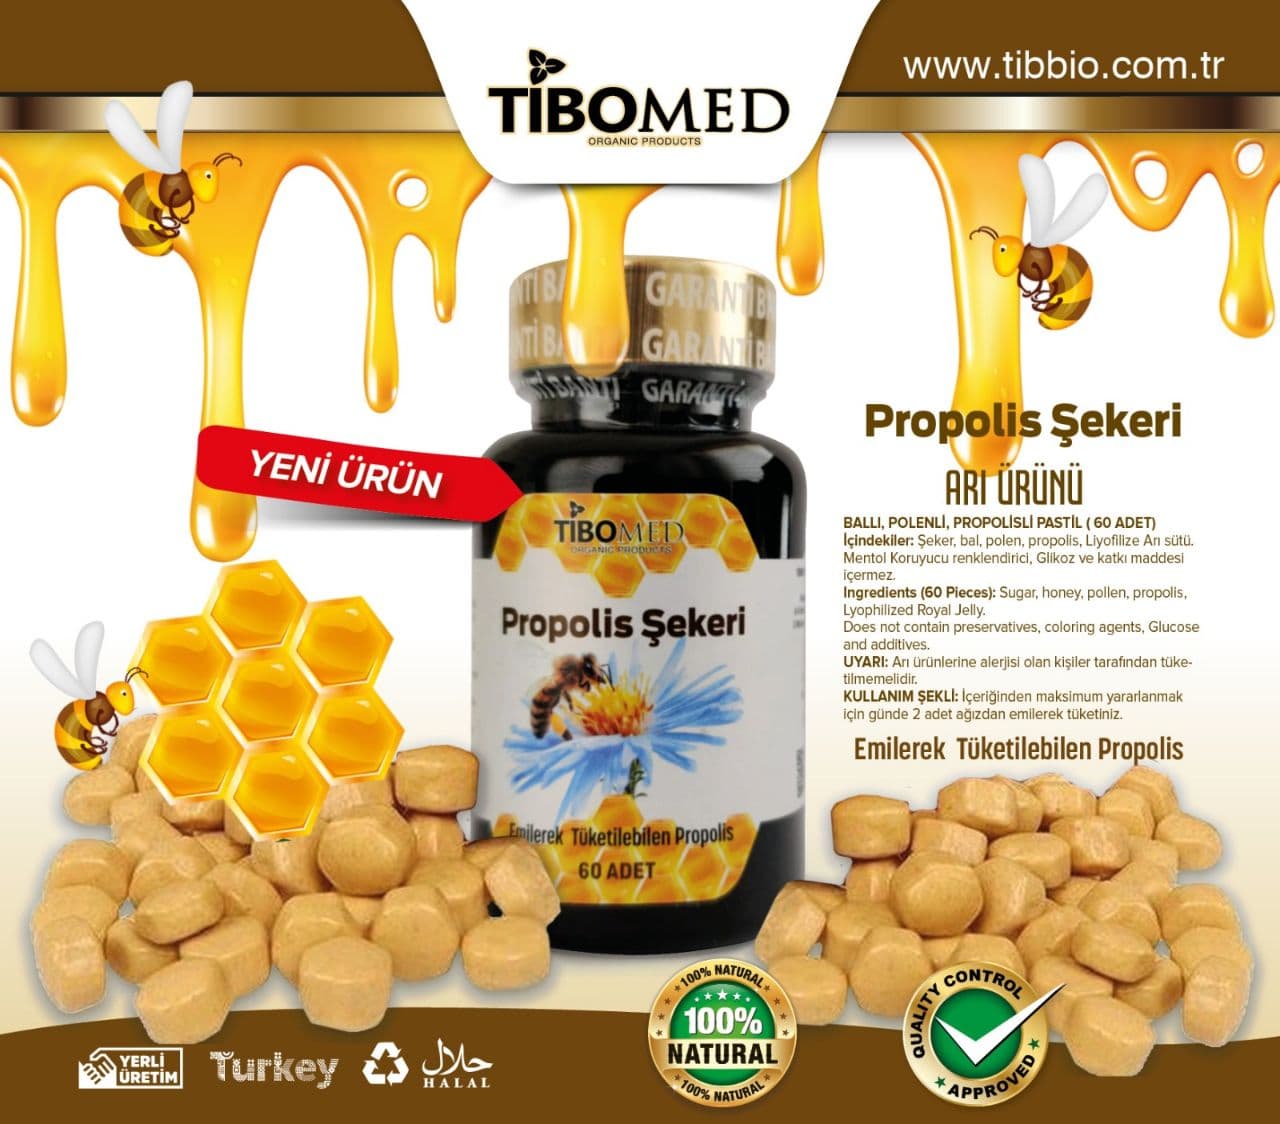 TİBOMED
ORGANIC PRODUCTS
www.tibbio.com.tr
GARANTİ B
GARANTİ B
GARANTİ
YENİ ÜRÜN
TİBOMED
ORGANIC PRODUCTS
Propolis Şekeri
Emilerek Tüketilebilen Propolis
60 ADET
Propolis Şekeri
ARI ÜRÜNÜ
BALLI, POLENLİ, PROPOLİSLİ PASTİL ( 60 ADET)
İçindekiler: Şeker, bal, polen, propolis, Liyofilize Arı sütü.
Mentol Koruyucu renklendirici, Glikoz ve katkı maddesi
içermez.
Ingredients (60 Pieces): Sugar, honey, pollen, propolis,
Lyophilized Royal Jelly.
Does not contain preservatives, coloring agents, Glucose
and additives.
UYARI: Arı ürünlerine alerjisi olan kişiler tarafından tüke-
tilmemelidir.
KULLANIM ŞEKLİ: İçeriğinden maksimum yararlanmak
için günde 2 adet ağızdan emilerek tüketiniz.
Emilerek Tüketilebilen Propolis
YERLİ
ÜRETİM
Turkey
حلال
HALAL
100% NATURAL
100%
NATURAL
100% NATURAL
QUALITY CONTROL
APPROVED